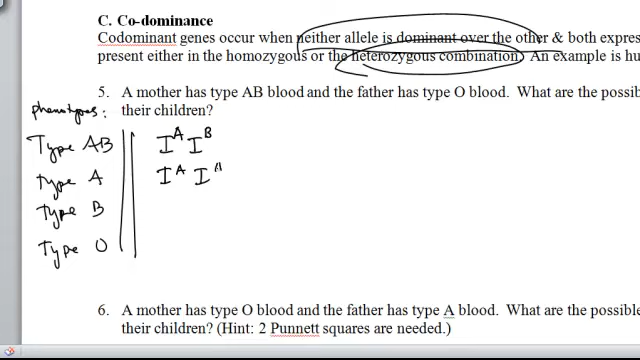 C. Co-dominance
Codominant genes occur when neither allele is dominant over the other & both expres
present either in the homozygous or the heterozygous combination. An example is hu
5. A mother has type AB blood and the father has type O blood. What are the possibl
phenotypes: their children?
Type AB I^A I^B
Type A I^A I^A
Type B
Type O
6. A mother has type O blood and the father has type A blood. What are the possible
their children? (Hint: 2 Punnett squares are needed.)